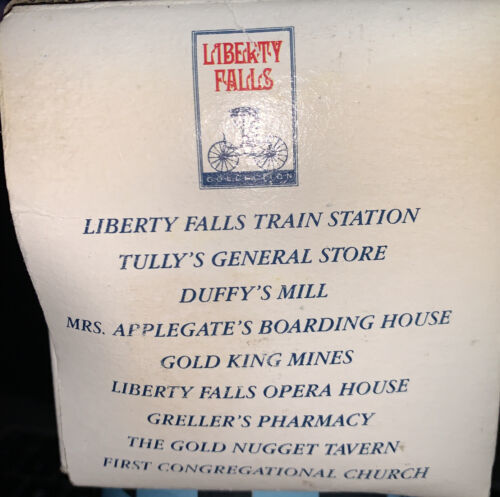 LIBERTY
FALLS
COLLECTION
LIBERTY FALLS TRAIN STATION
TULLY'S GENERAL STORE
DUFFY'S MILL
MRS. APPLEGATE'S BOARDING HOUSE
GOLD KING MINES
LIBERTY FALLS OPERA HOUSE
GRELLER'S PHARMACY
THE GOLD NUGGET TAVERN
FIRST CONGREGATIONAL CHURCH